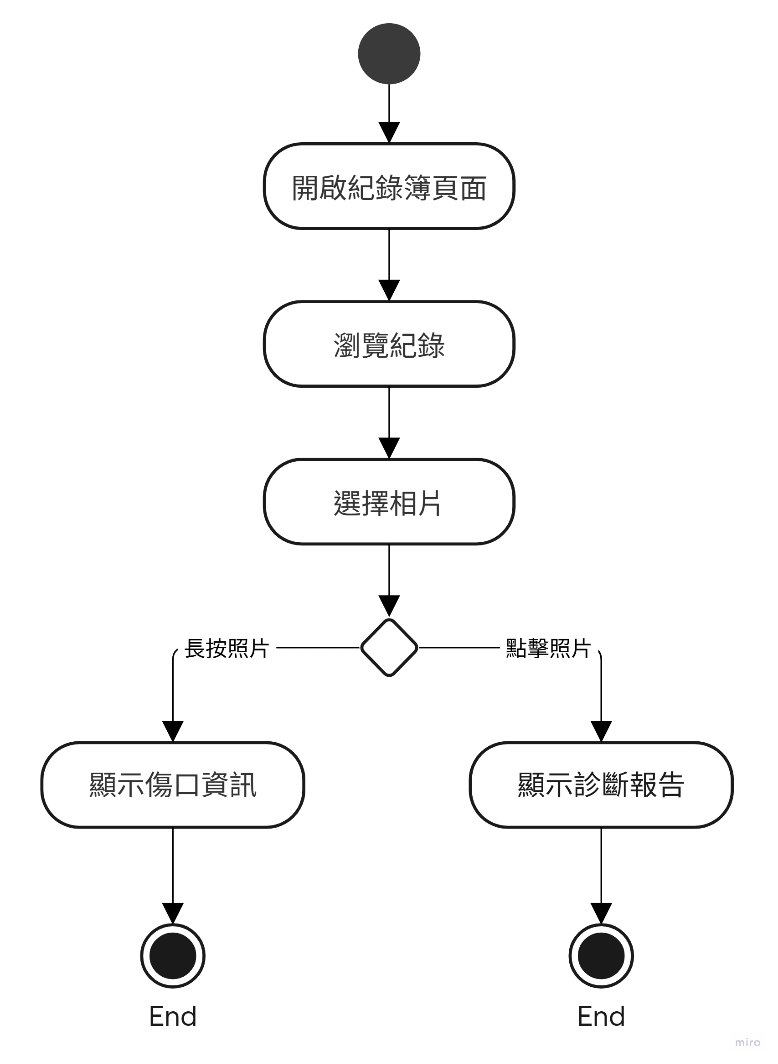 開啟紀錄簿頁面
瀏覽紀錄
選擇相片
長按照片
點擊照片
顯示傷口資訊
顯示診斷報告
End
End
miro